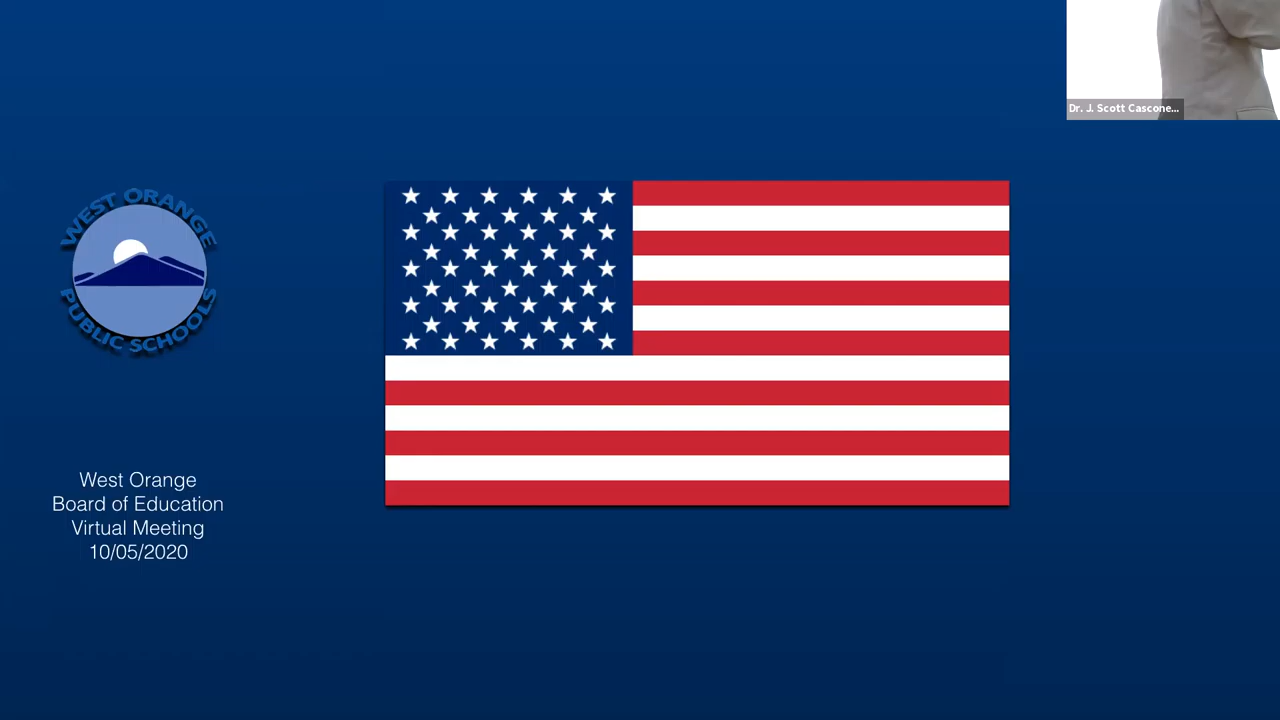 Dr. J. Scott Cascone...
WEST ORANGE
PUBLIC SCHOOLS
West Orange
Board of Education
Virtual Meeting
10/05/2020